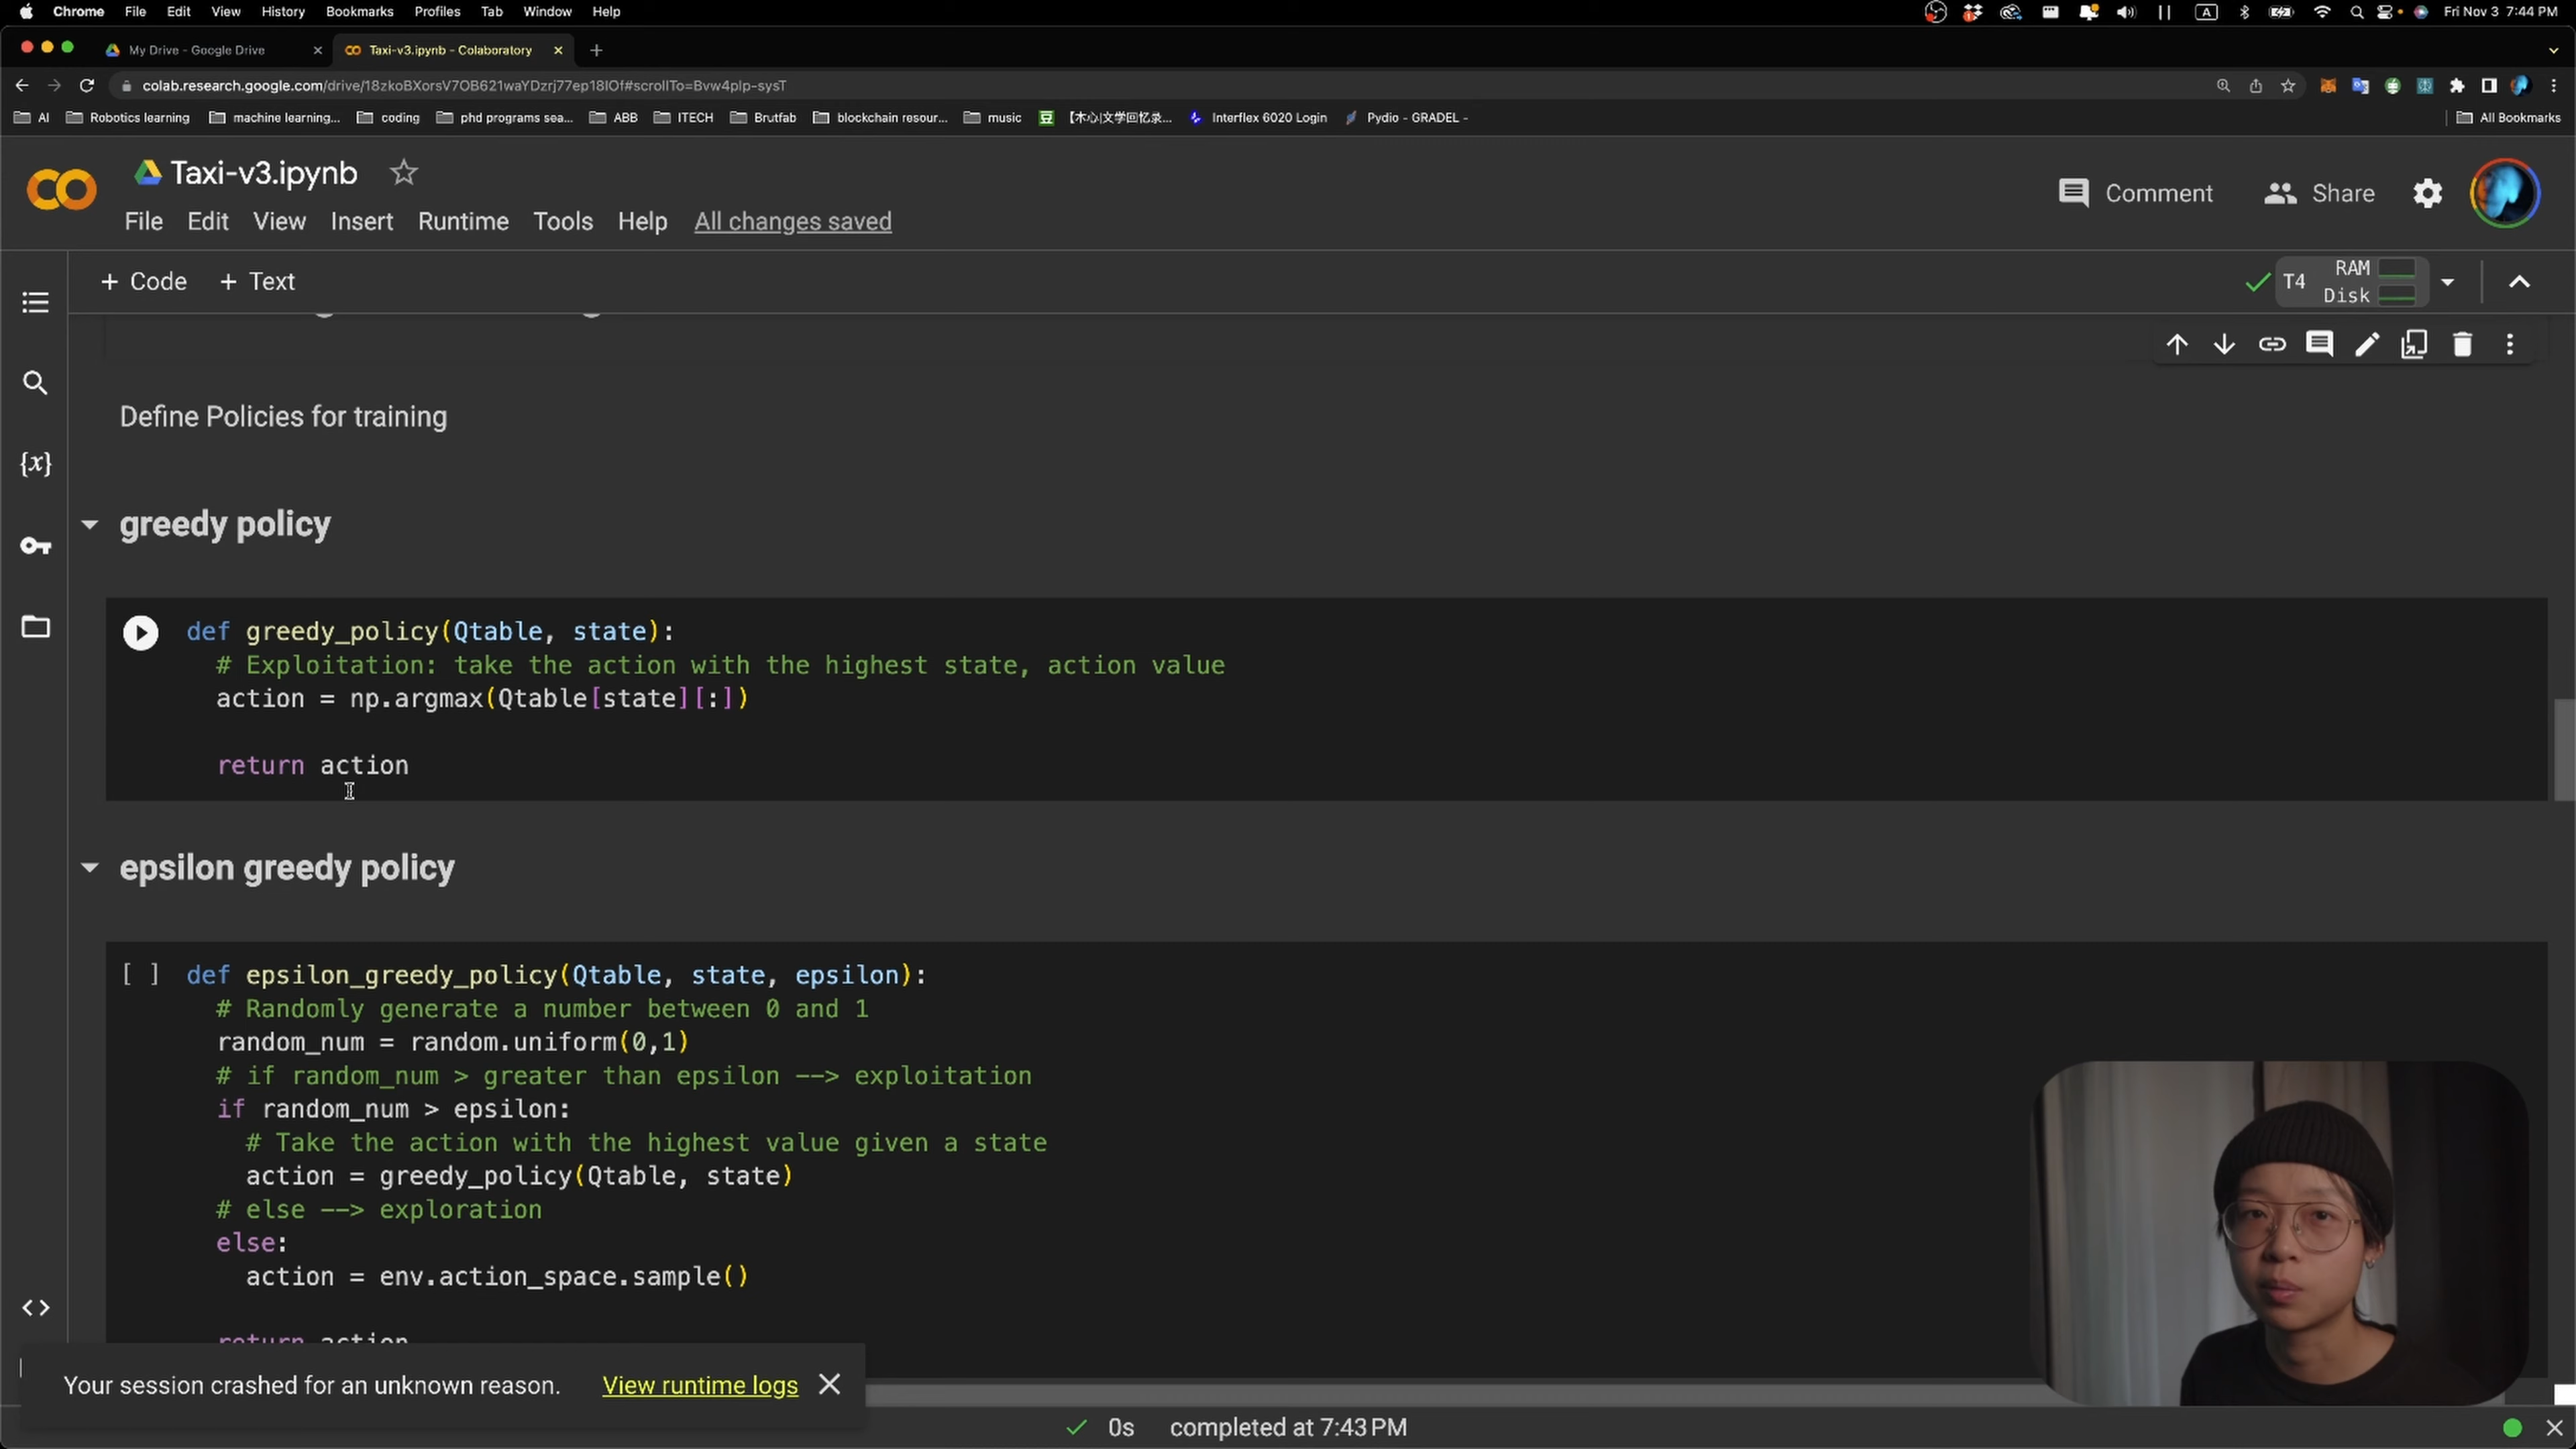 Chrome File Edit View History Bookmarks Profiles Tab Window Help
A Fri Nov 3 7:44 PM
My Drive - Google Drive
Taxi-v3.ipynb - Colaboratory
colab.research.google.com/drive/18zkoBXorsV7OB621waYDzrj77ep18IOf#scrollTo=Bvw4pIp-sysT
AI Robotics learning machine learning... coding phd programs sea... ABB ITECH Brutfab blockchain resour... music 豆 【木心|文学回忆录... Interflex 6020 Login Pydio - GRADEL - All Bookmarks
CO Taxi-v3.ipynb
Comment Share
File Edit View Insert Runtime Tools Help All changes saved
+ Code + Text
T4 RAM
Disk
Define Policies for training
{x}
greedy policy
def greedy_policy(Qtable, state):
# Exploitation: take the action with the highest state, action value
action = np.argmax(Qtable[state][:])
return action
epsilon greedy policy
[ ] def epsilon_greedy_policy(Qtable, state, epsilon):
# Randomly generate a number between 0 and 1
random_num = random.uniform(0,1)
# if random_num > greater than epsilon --> exploitation
if random_num > epsilon:
# Take the action with the highest value given a state
action = greedy_policy(Qtable, state)
# else --> exploration
else:
action = env.action_space.sample()
return action
Your session crashed for an unknown reason. View runtime logs
0s completed at 7:43 PM